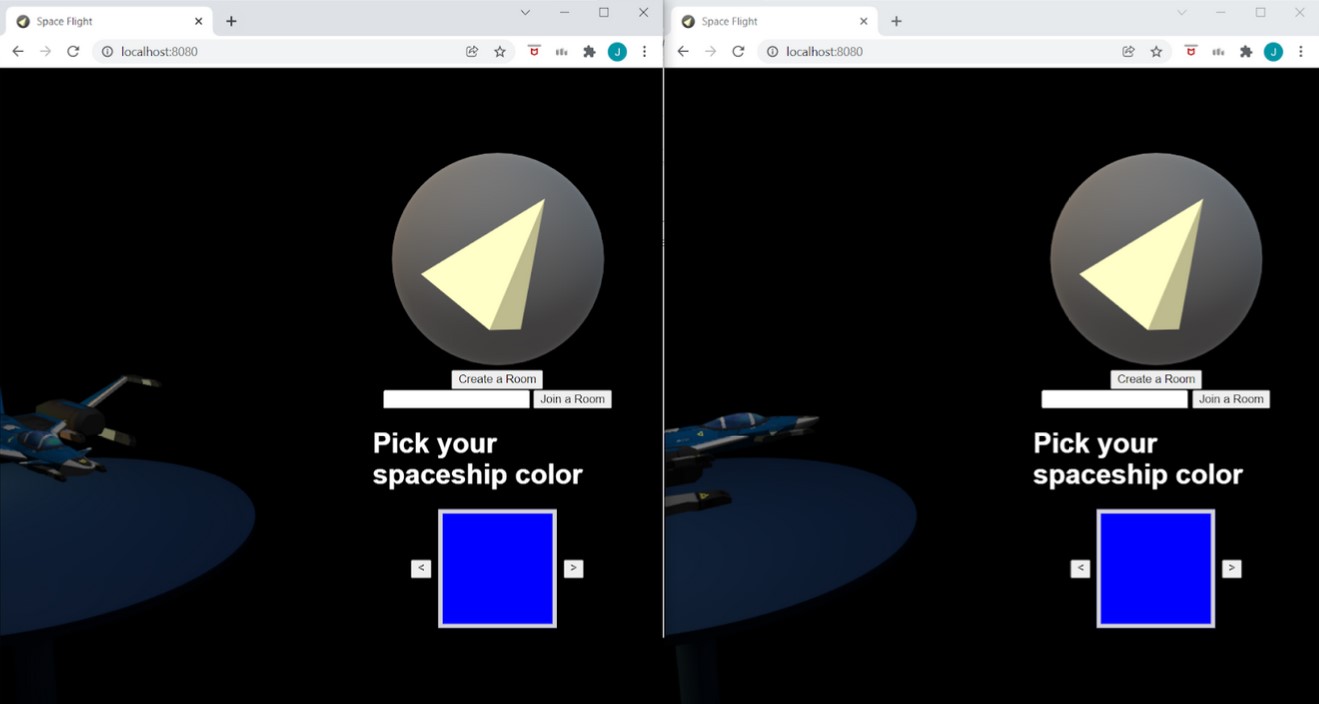 Space Flight
localhost:8080
J
Create a Room
Join a Room
Pick your
spaceship color
<
>
Space Flight
localhost:8080
J
Create a Room
Join a Room
Pick your
spaceship color
<
>